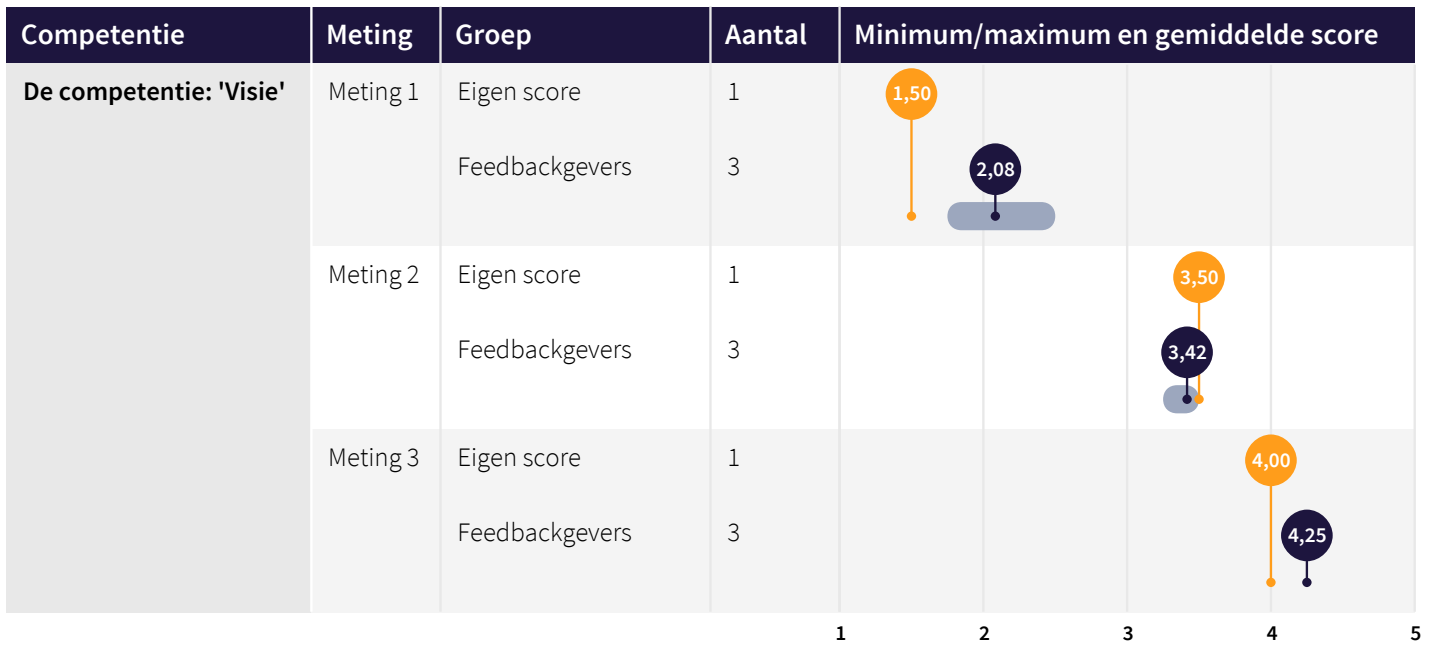 Competentie Meting Groep Aantal Minimum/maximum en gemiddelde score
De competentie: 'Visie' Meting 1 Eigen score 1 1,50
Feedbackgevers 3 2,08
Meting 2 Eigen score 1 3,50
Feedbackgevers 3 3,42
Meting 3 Eigen score 1 4,00
Feedbackgevers 3 4,25
1 2 3 4 5